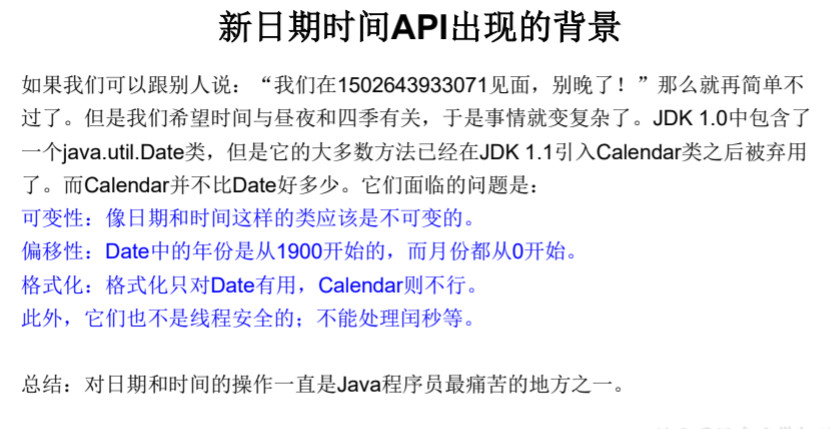 新日期时间API出现的背景
如果我们可以跟别人说：“我们在1502643933071见面，别晚了！”那么就再简单不
过了。但是我们希望时间与昼夜和四季有关，于是事情就变复杂了。JDK 1.0中包含了
一个java.util.Date类，但是它的大多数方法已经在JDK 1.1引入Calendar类之后被弃用
了。而Calendar并不比Date好多少。它们面临的问题是：
可变性：像日期和时间这样的类应该是不可变的。
偏移性：Date中的年份是从1900开始的，而月份都从0开始。
格式化：格式化只对Date有用，Calendar则不行。
此外，它们也不是线程安全的；不能处理闰秒等。
总结：对日期和时间的操作一直是Java程序员最痛苦的地方之一。